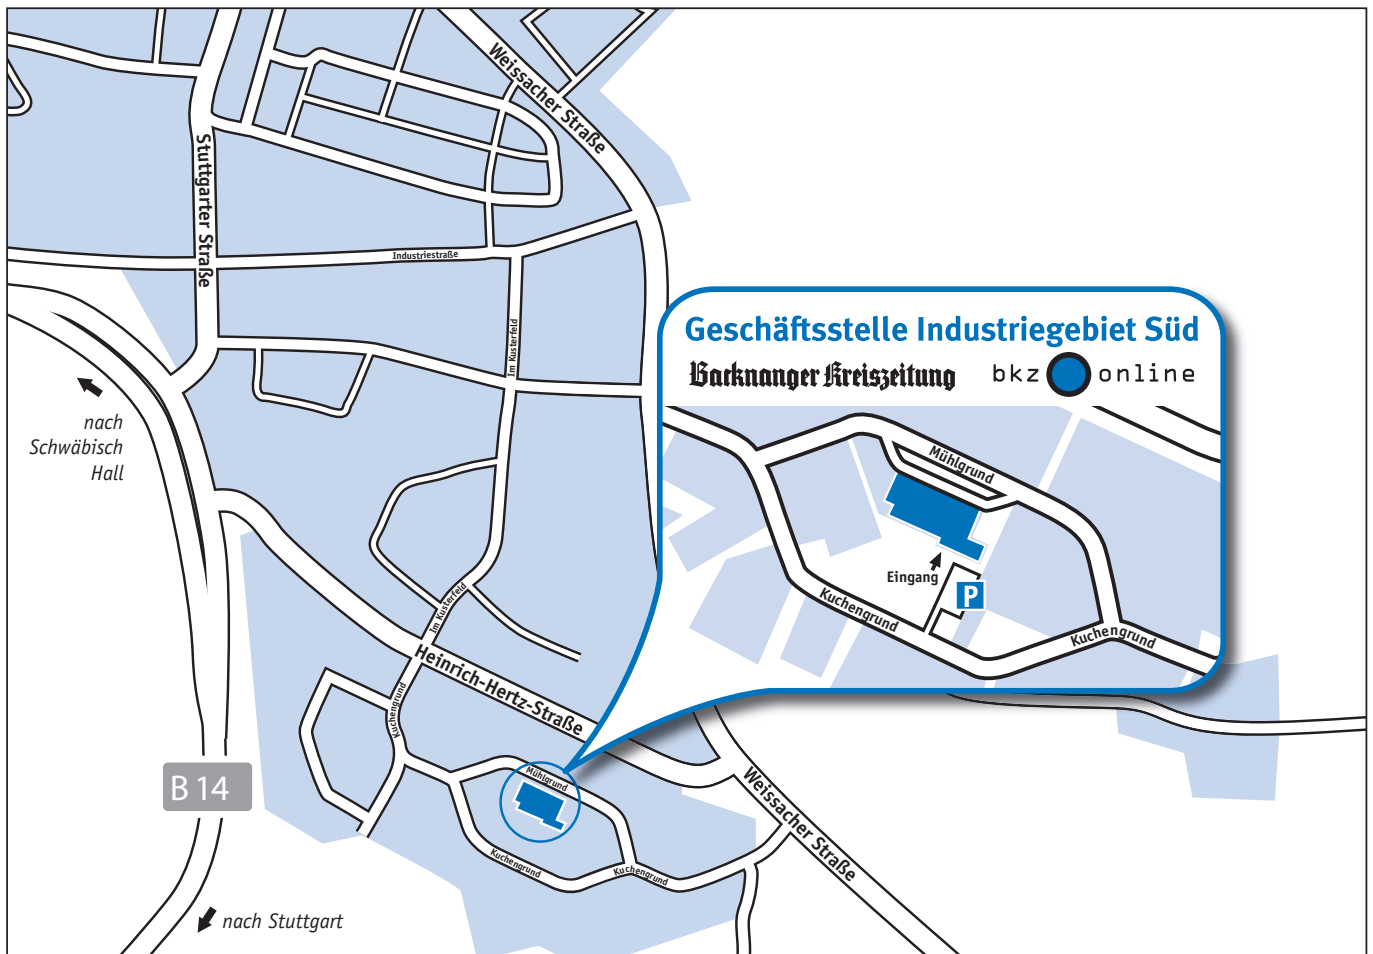 Weissacher Straße
Stuttgarter Straße
Industriestraße
Im Kusterfeld
Geschäftsstelle Industriegebiet Süd
Backnanger Kreiszeitung
bkz online
nach
Schwäbisch
Hall
Mühlgrund
Eingang
P
Kuchengrund
Kuchengrund
Im Kusterfeld
Heinrich-Hertz-Straße
Kuchengrund
Mühlgrund
B 14
Weissacher Straße
Kuchengrund
Kuchengrund
nach Stuttgart